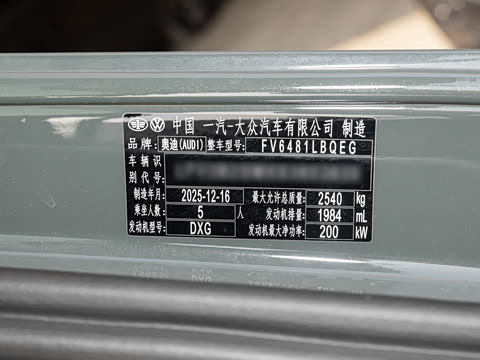 中国 一汽-大众汽车有限公司 制造
品牌: 奥迪(AUDI) 整车型号: FV6481LBQEG
车辆识别代号:
制造年月: 2025-12-16 最大允许总质量: 2540 kg
乘坐人数: 5 人 发动机排量: 1984 mL
发动机型号: DXG 发动机最大净功率: 200 kW